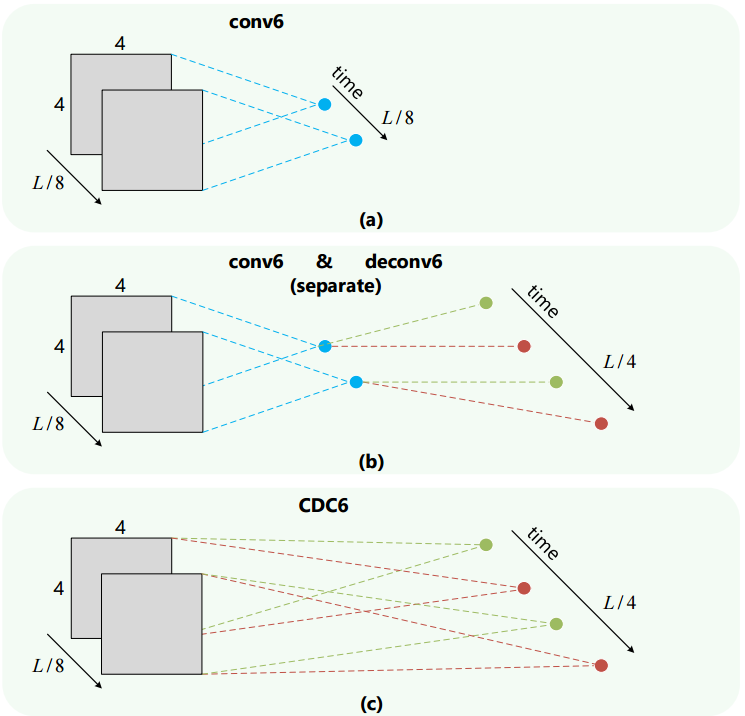 conv6
4
4
time
L/8
L/8
(a)
conv6 & deconv6
(separate)
4
4
time
L/4
L/8
(b)
CDC6
4
4
time
L/4
L/8
(c)